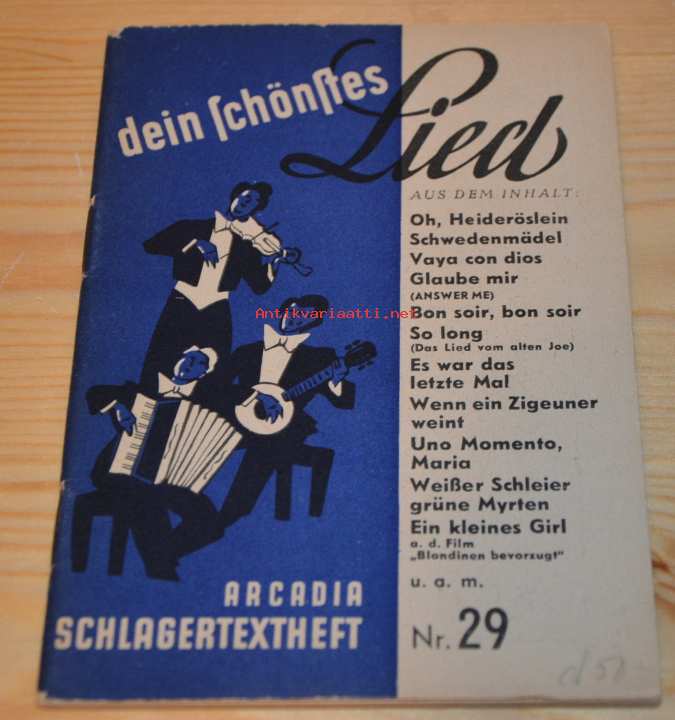 dein schönstes
Lied
AUS DEM INHALT:
Oh, Heideröslein
Schwedenmädel
Vaya con dios
Glaube mir
(ANSWER ME)
Bon soir, bon soir
So long
(Das Lied vom alten Joe)
Es war das
letzte Mal
Wenn ein Zigeuner
weint
Uno Momento,
Maria
Weißer Schleier
grüne Myrten
Ein kleines Girl
a. d. Film
„Blondinen bevorzugt"
u. a. m.
Nr. 29
ARCADIA
SCHLAGERTEXTHEFT
Antikvariaatti.net